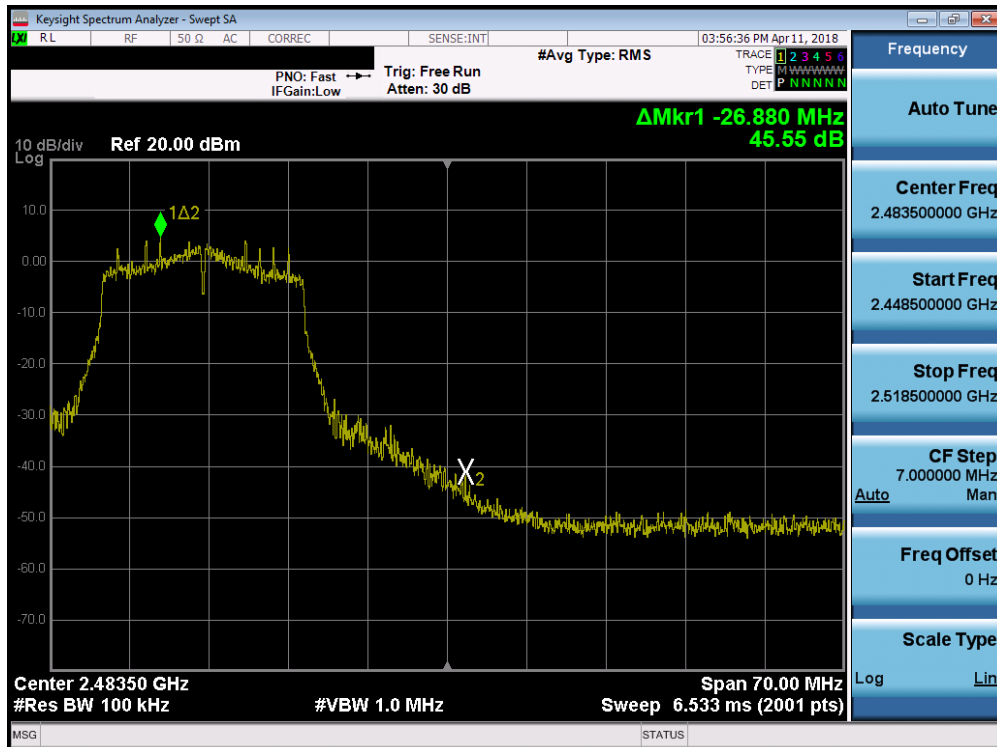 Keysight Spectrum Analyzer - Swept SA
LXI RL RF 50 Ω AC CORREC SENSE:INT 03:56:36 PM Apr 11, 2018
PNO: Fast
IFGain:Low
Trig: Free Run
Atten: 30 dB
#Avg Type: RMS
TRACE 1 2 3 4 5 6
TYPE M WWWWW
DET P N N N N N
ΔMkr1 -26.880 MHz
45.55 dB
10 dB/div
Log
Ref 20.00 dBm
10.0
0.00
-10.0
-20.0
-30.0
-40.0
-50.0
-60.0
-70.0
1Δ2
X2
Center 2.48350 GHz
#Res BW 100 kHz
#VBW 1.0 MHz
Span 70.00 MHz
Sweep 6.533 ms (2001 pts)
MSG
STATUS
Frequency
Auto Tune
Center Freq
2.483500000 GHz
Start Freq
2.448500000 GHz
Stop Freq
2.518500000 GHz
CF Step
7.000000 MHz
Auto Man
Freq Offset
0 Hz
Scale Type
Log Lin